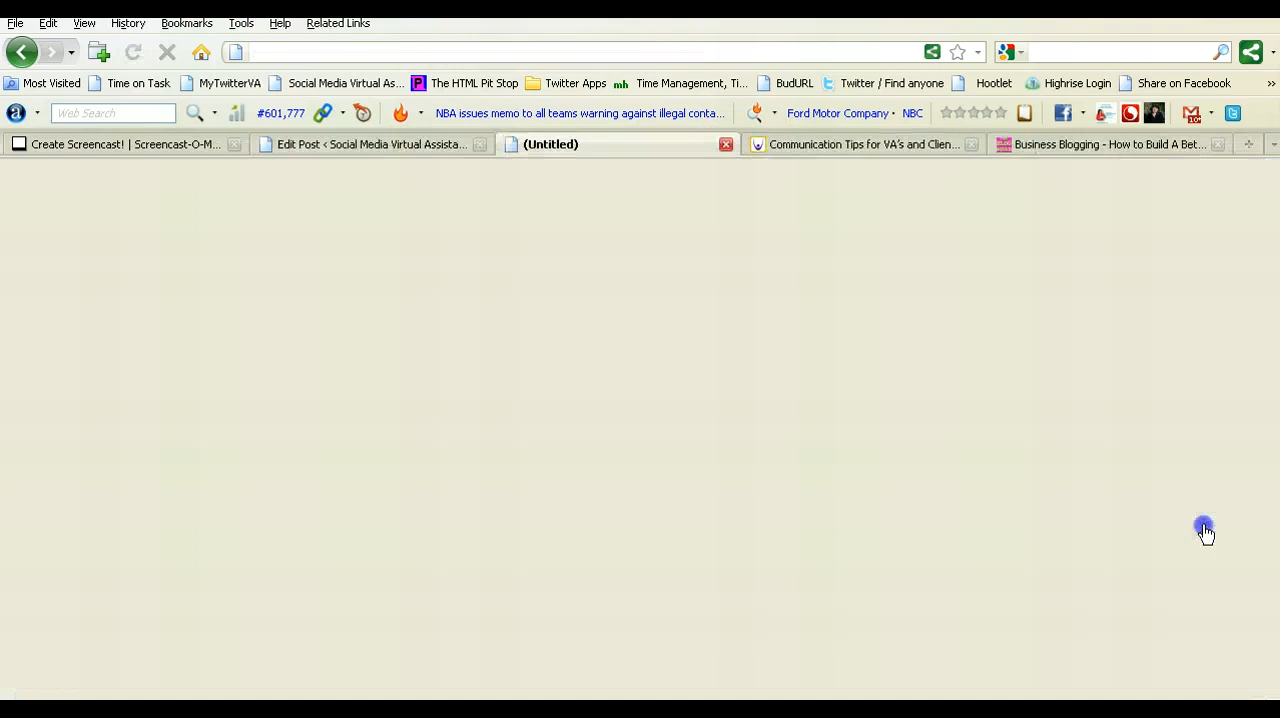 File Edit View History Bookmarks Tools Help Related Links
Most Visited Time on Task MyTwitterVA Social Media Virtual As... The HTML Pit Stop Twitter Apps mh Time Management, Ti... BudURL Twitter / Find anyone Hootlet Highrise Login Share on Facebook »
a Web Search #601,777 NBA issues memo to all teams warning against illegal conta... Ford Motor Company • NBC 10+
Create Screencast! | Screencast-O-M... Edit Post < Social Media Virtual Assista... (Untitled) Communication Tips for VA's and Clien... Business Blogging - How to Build A Bet...